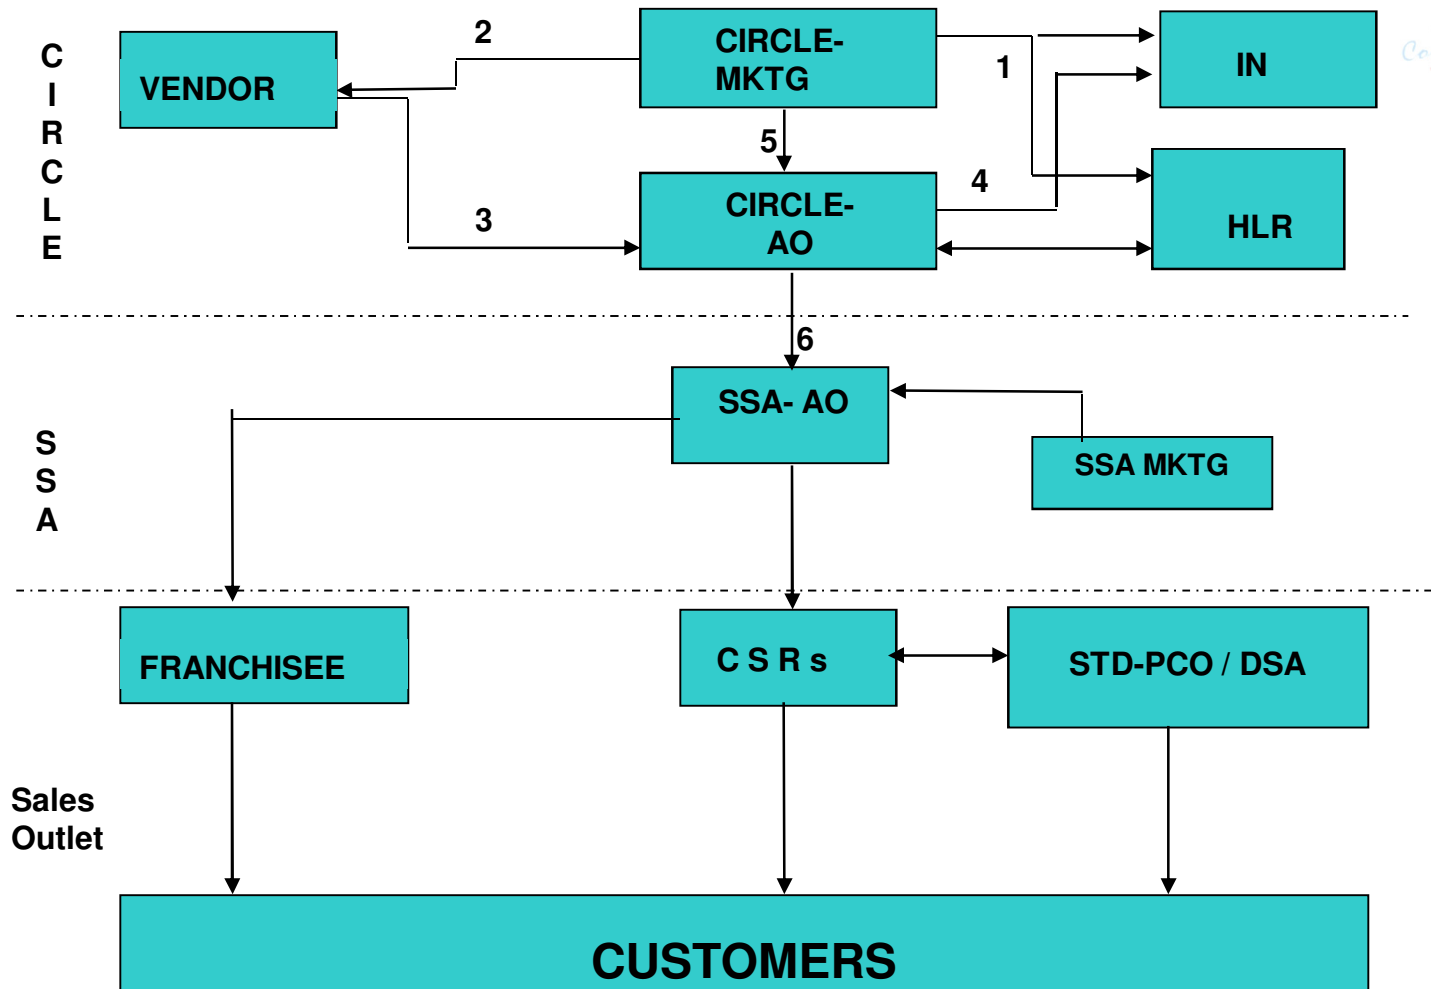 C
I
R
C
L
E
VENDOR
2
CIRCLE-
MKTG
1
IN
5
CIRCLE-
AO
3
4
HLR
6
S
S
A
SSA- AO
SSA MKTG
FRANCHISEE
C S R s
STD-PCO / DSA
Sales
Outlet
CUSTOMERS